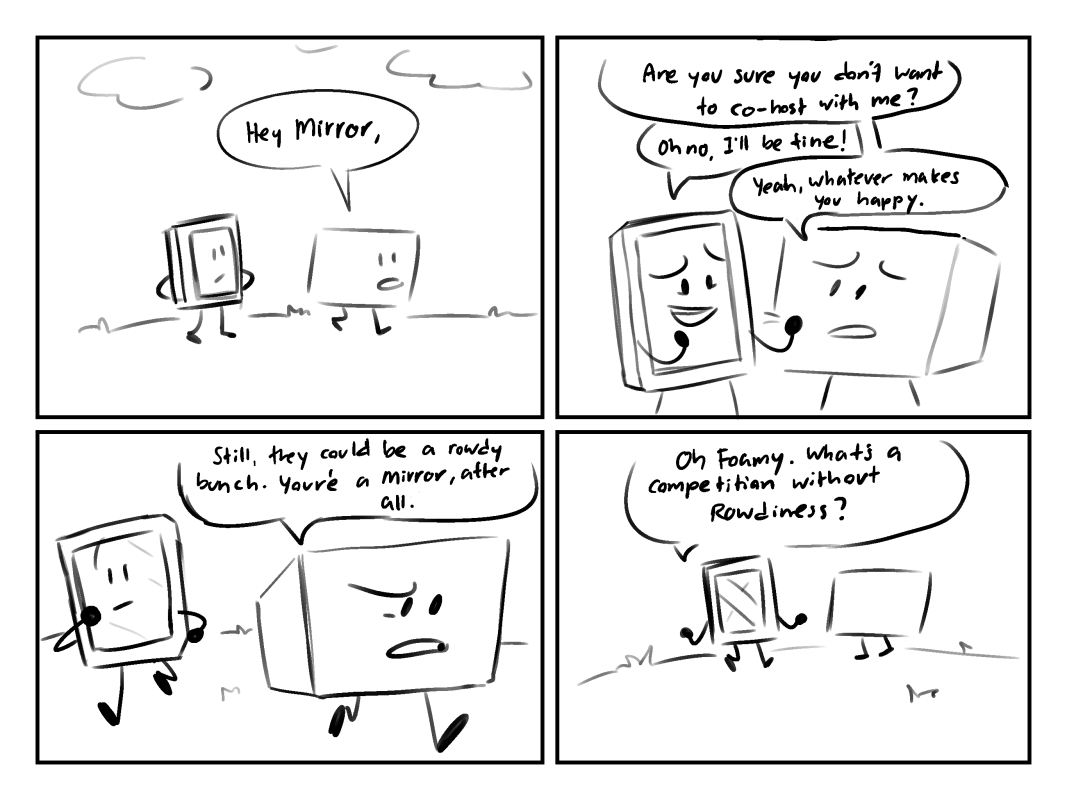 Hey Mirror,
Are you sure you don't want
to co-host with me?
Oh no, I'll be fine!
Yeah, whatever makes
you happy.
Still, they could be a rowdy
bunch. You're a mirror, after
all.
Oh Foamy. What's a
competition without
Rowdiness?